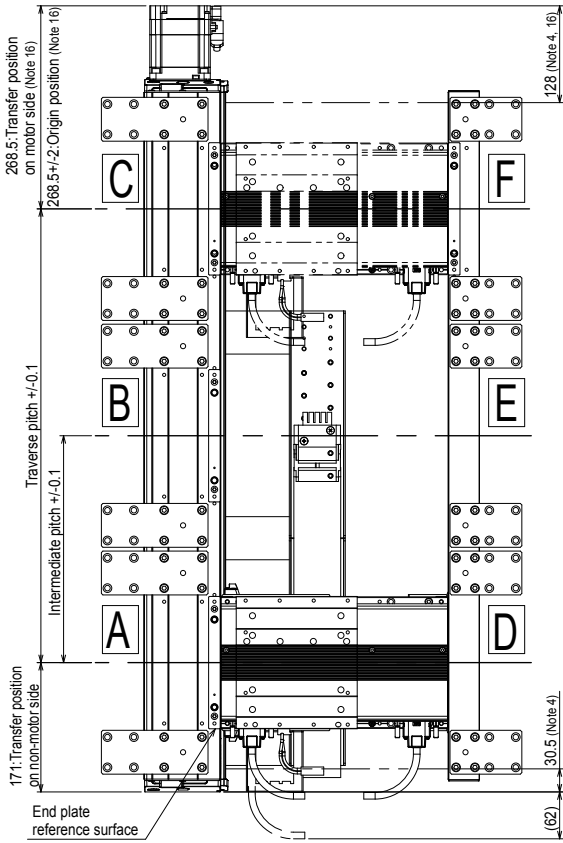 268.5:Transfer position
on motor side (Note 16)
268.5+/-2:Origin position (Note 16)
128 (Note 4, 16)
C
F
B
E
Traverse pitch +/-0.1
Intermediate pitch +/-0.1
A
D
171:Transfer position
on non-motor side
30.5 (Note 4)
(62)
End plate
reference surface